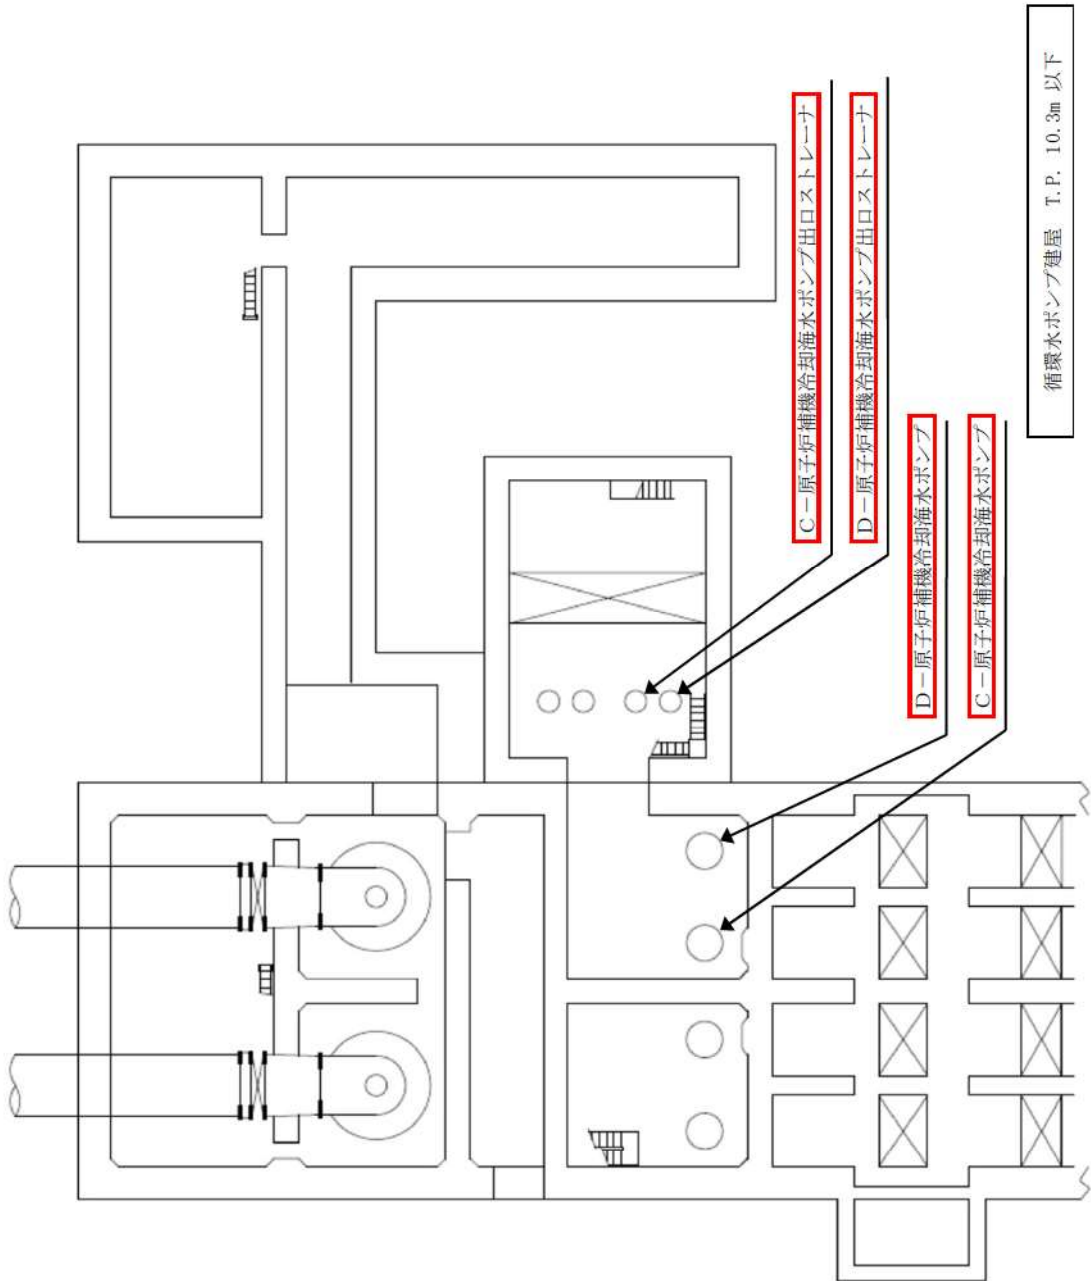 C－原子炉補機冷却海水ポンプ出口ストレーナ
D－原子炉補機冷却海水ポンプ出口ストレーナ
D－原子炉補機冷却海水ポンプ
C－原子炉補機冷却海水ポンプ
循環水ポンプ建屋 T.P. 10.3m 以下